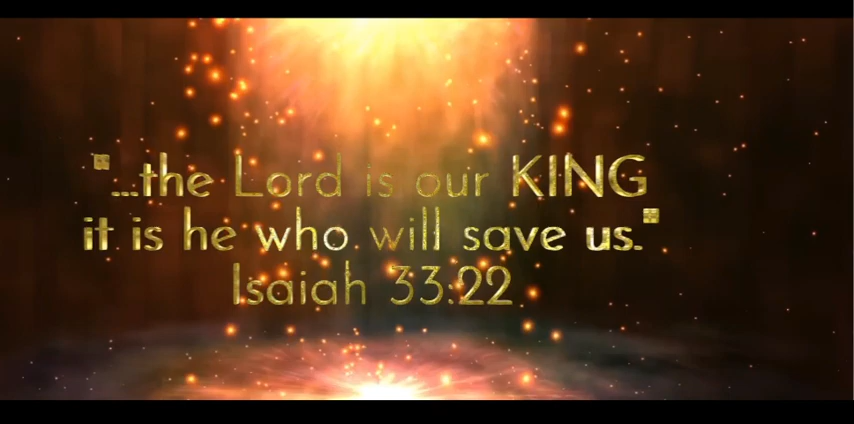 "...the Lord is our KING
it is he who will save us."
Isaiah 33:22